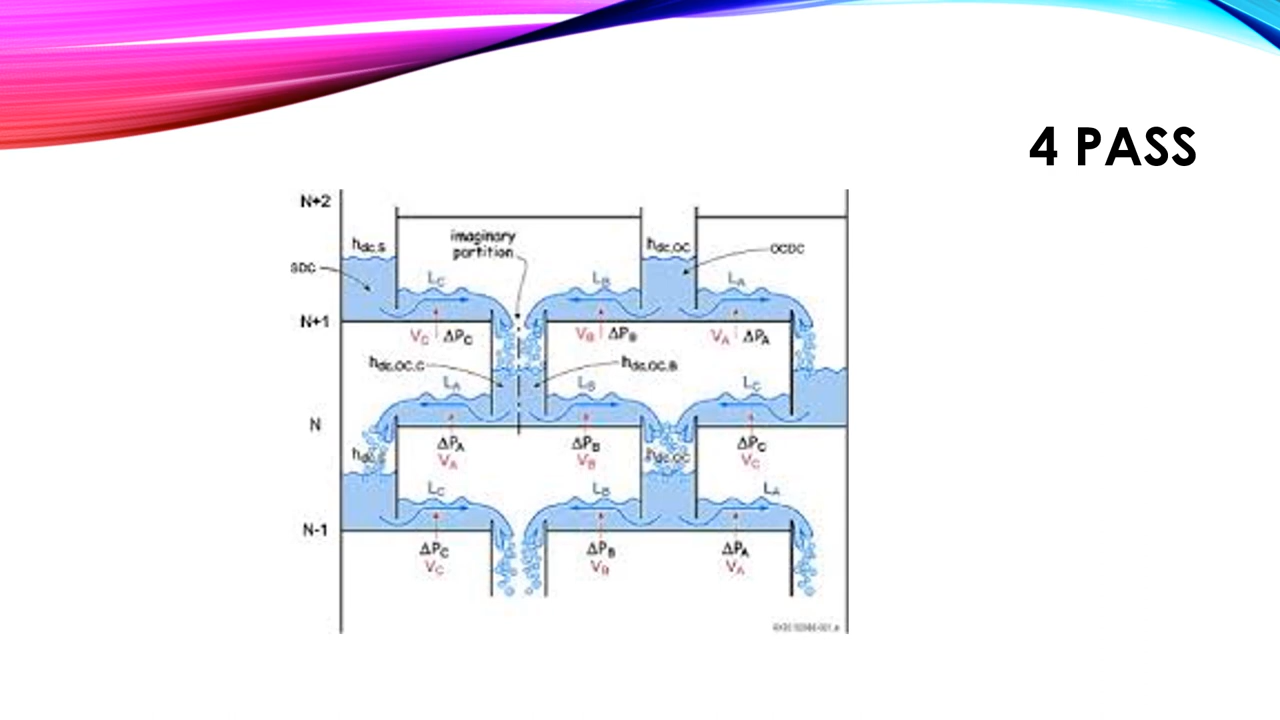 4 PASS
N+2
hdc,S
imaginary
partition
hdc,OC
OCDC
SDC
LC
LB
LA
N+1
VC ΔPC
VB ΔPB
VA ΔPA
hdc,OC,C
hdc,OC,B
LA
LB
LC
N
ΔPA
ΔPB
ΔPC
VA
VB
VC
hdc,OC
LC
LB
LA
N-1
ΔPC
ΔPB
ΔPA
VC
VB
VA